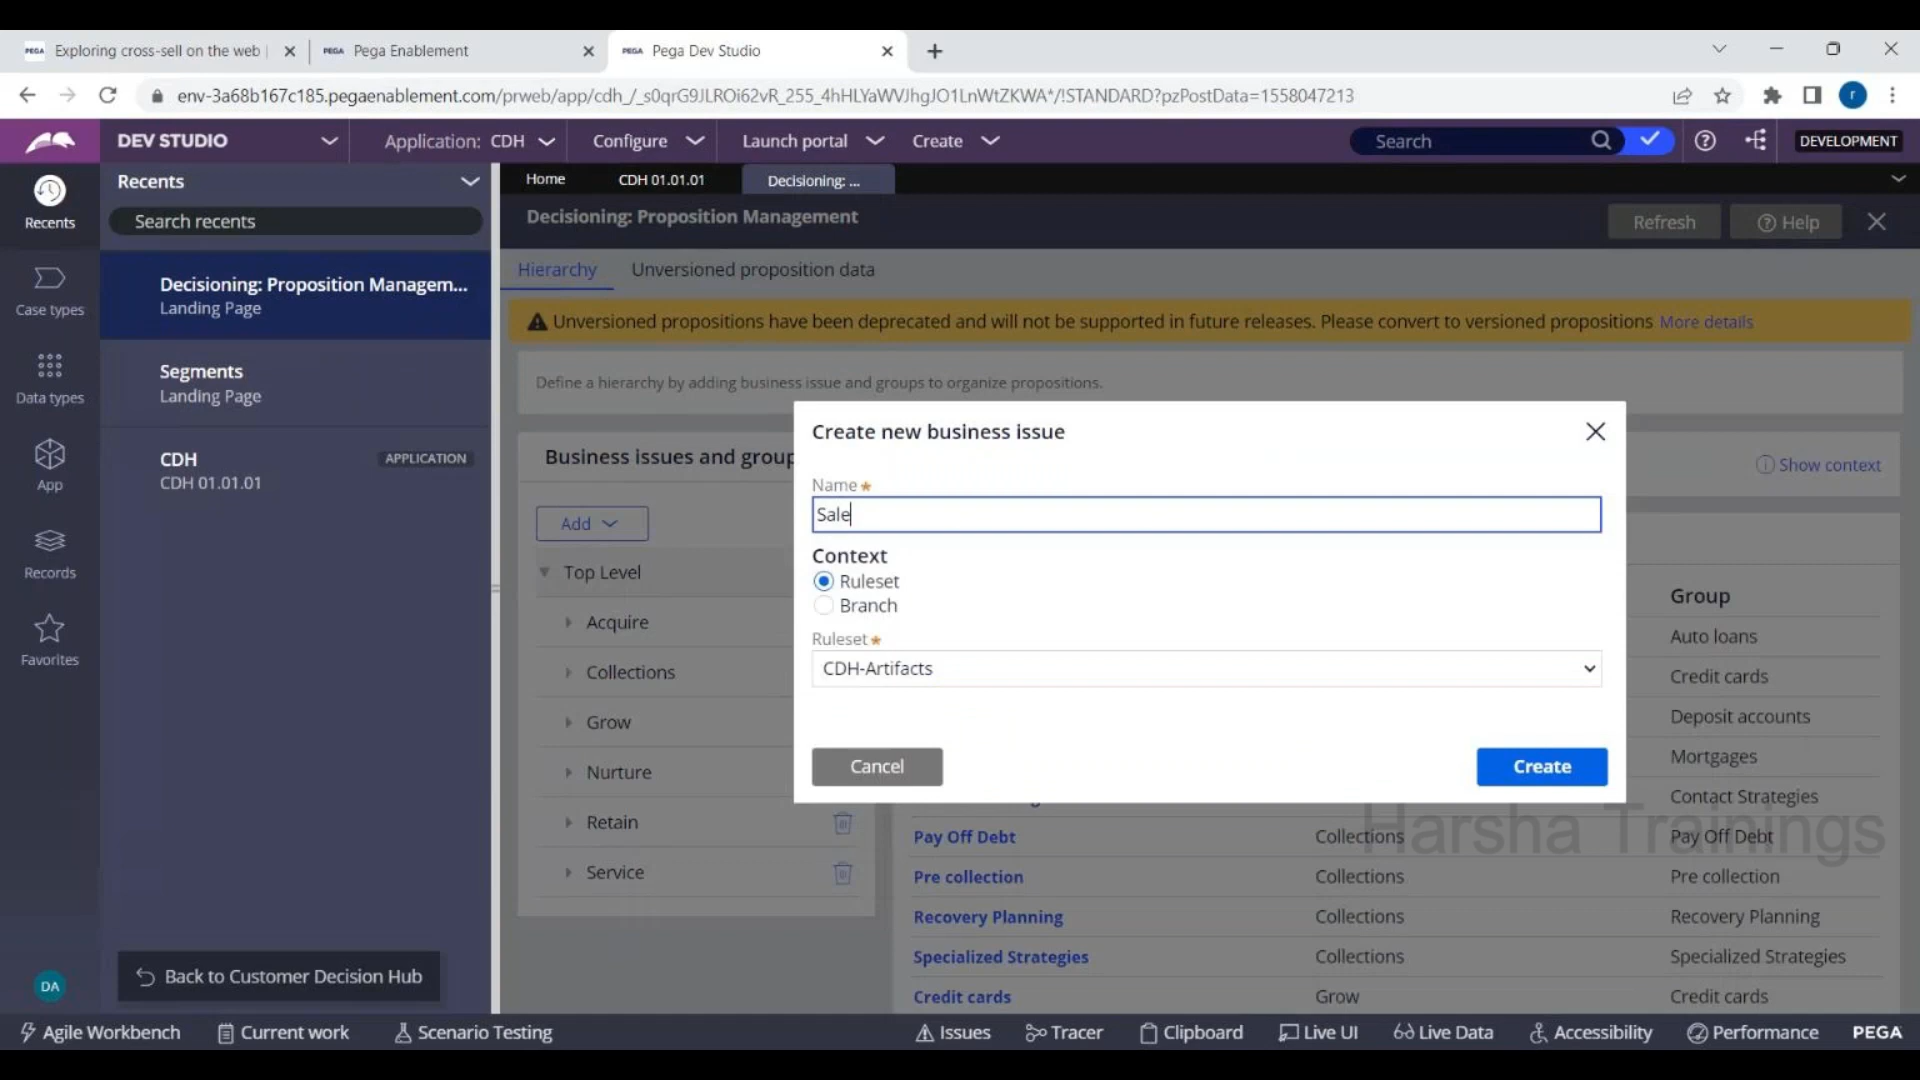 PEGA Exploring cross-sell on the web
PEGA Pega Enablement
PEGA Pega Dev Studio
env-3a68b167c185.pegaenablement.com/prweb/app/cdh_/_s0qrG9JLROi62vR_255_4hHLYaWVJhgJO1LnWtZKWA*/!STANDARD?pzPostData=1558047213
r
DEV STUDIO
Application: CDH
Configure
Launch portal
Create
Search
DEVELOPMENT
Recents
Case types
Data types
App
Records
Favorites
DA
Recents
Search recents
Decisioning: Proposition Managem...
Landing Page
Segments
Landing Page
CDH APPLICATION
CDH 01.01.01
Back to Customer Decision Hub
Home CDH 01.01.01 Decisioning: ...
Decisioning: Proposition Management
Refresh Help
Hierarchy Unversioned proposition data
Unversioned propositions have been deprecated and will not be supported in future releases. Please convert to versioned propositions More details
Define a hierarchy by adding business issue and groups to organize propositions.
Business issues and group
Show context
Add
Top Level
Acquire
Collections
Grow
Nurture
Retain
Service
Create new business issue
Name *
Sale
Context
Ruleset
Branch
Ruleset *
CDH-Artifacts
Cancel Create
Group
Auto loans
Credit cards
Deposit accounts
Mortgages
Contact Strategies
Pay Off Debt Collections Pay Off Debt
Pre collection Collections Pre collection
Recovery Planning Collections Recovery Planning
Specialized Strategies Collections Specialized Strategies
Credit cards Grow Credit cards
Harsha Trainings
Agile Workbench Current work Scenario Testing Issues Tracer Clipboard Live UI Live Data Accessibility Performance PEGA